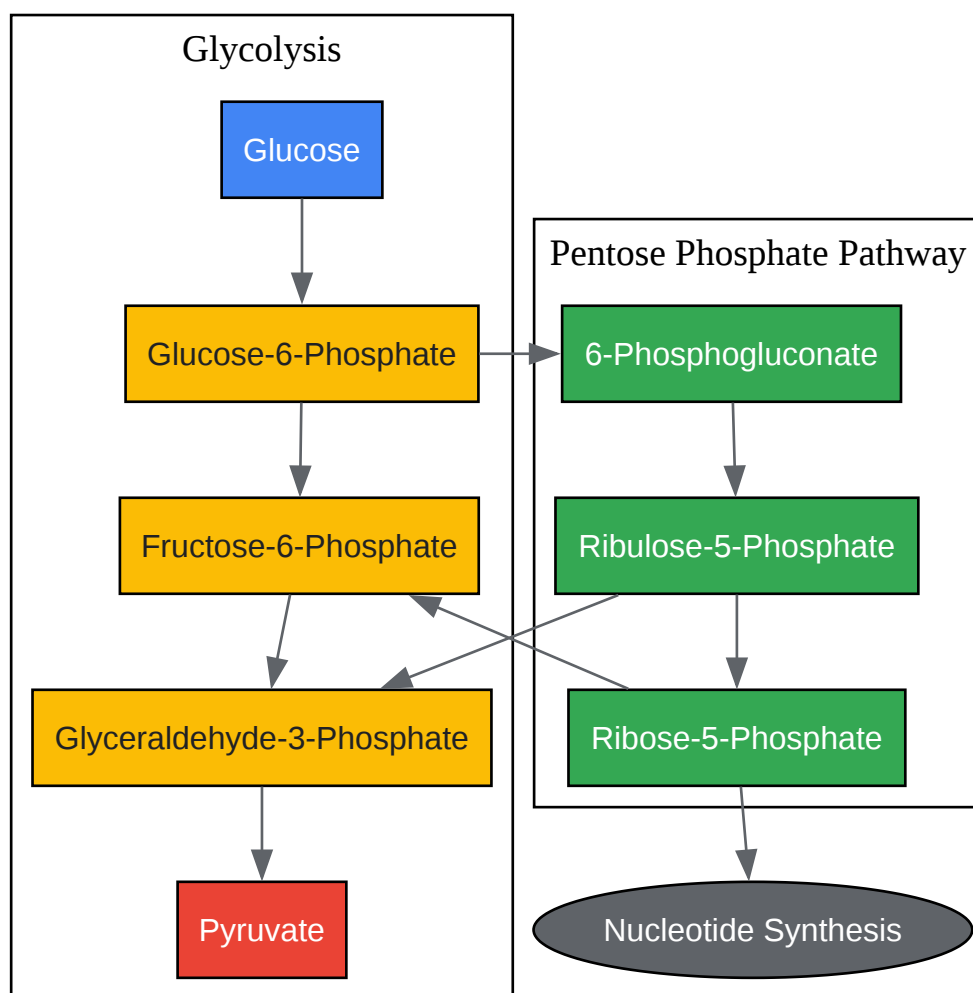 Glycolysis
Glucose
Pentose Phosphate Pathway
Glucose-6-Phosphate
6-Phosphogluconate
Fructose-6-Phosphate
Ribulose-5-Phosphate
Glyceraldehyde-3-Phosphate
Ribose-5-Phosphate
Pyruvate
Nucleotide Synthesis